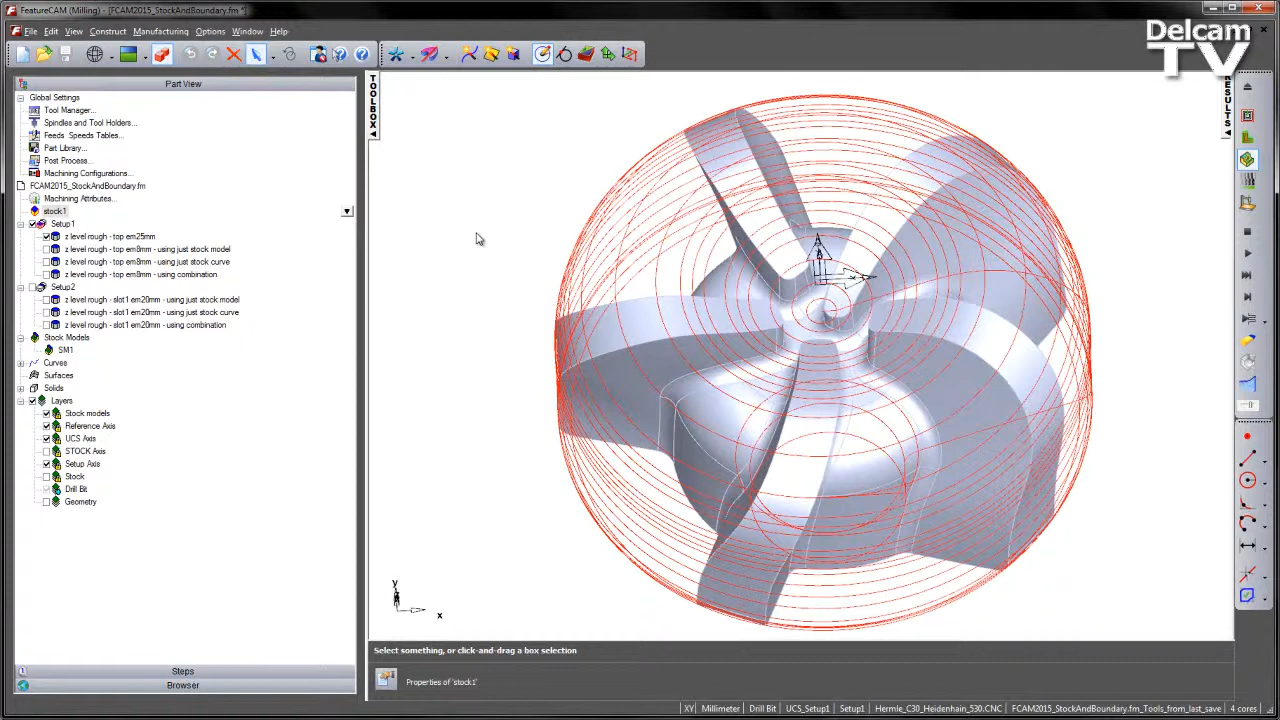 FeatureCAM (Milling) - [FCAM2015_StockAndBoundary.fm *]
File Edit View Construct Manufacturing Options Window Help
Delcam
TV
Part View
TOOLBOX
RESULTS
Global Settings
Tool Manager...
Spindles and Tool Holders...
Feeds Speeds Tables...
Part Library...
Post Process...
Machining Configurations...
FCAM2015_StockAndBoundary.fm
Machining Attributes...
stock1
Setup1
z level rough - top em25mm
z level rough - top em8mm - using just stock model
z level rough - top em8mm - using just stock curve
z level rough - top em8mm - using combination
Setup2
z level rough - slot1 em20mm - using just stock model
z level rough - slot1 em20mm - using just stock curve
z level rough - slot1 em20mm - using combination
Stock Models
SM1
Curves
Surfaces
Solids
Layers
Stock models
Reference Axis
UCS Axis
STOCK Axis
Setup Axis
Stock
Drill Bit
Geometry
y
x
Select something, or click-and-drag a box selection
Steps
Properties of 'stock1'
Browser
XY Millimeter Drill Bit UCS_Setup1 Setup1 Hermle_C30_Heidenhain_530.CNC FCAM2015_StockAndBoundary.fm_Tools_from_last_save 4 cores